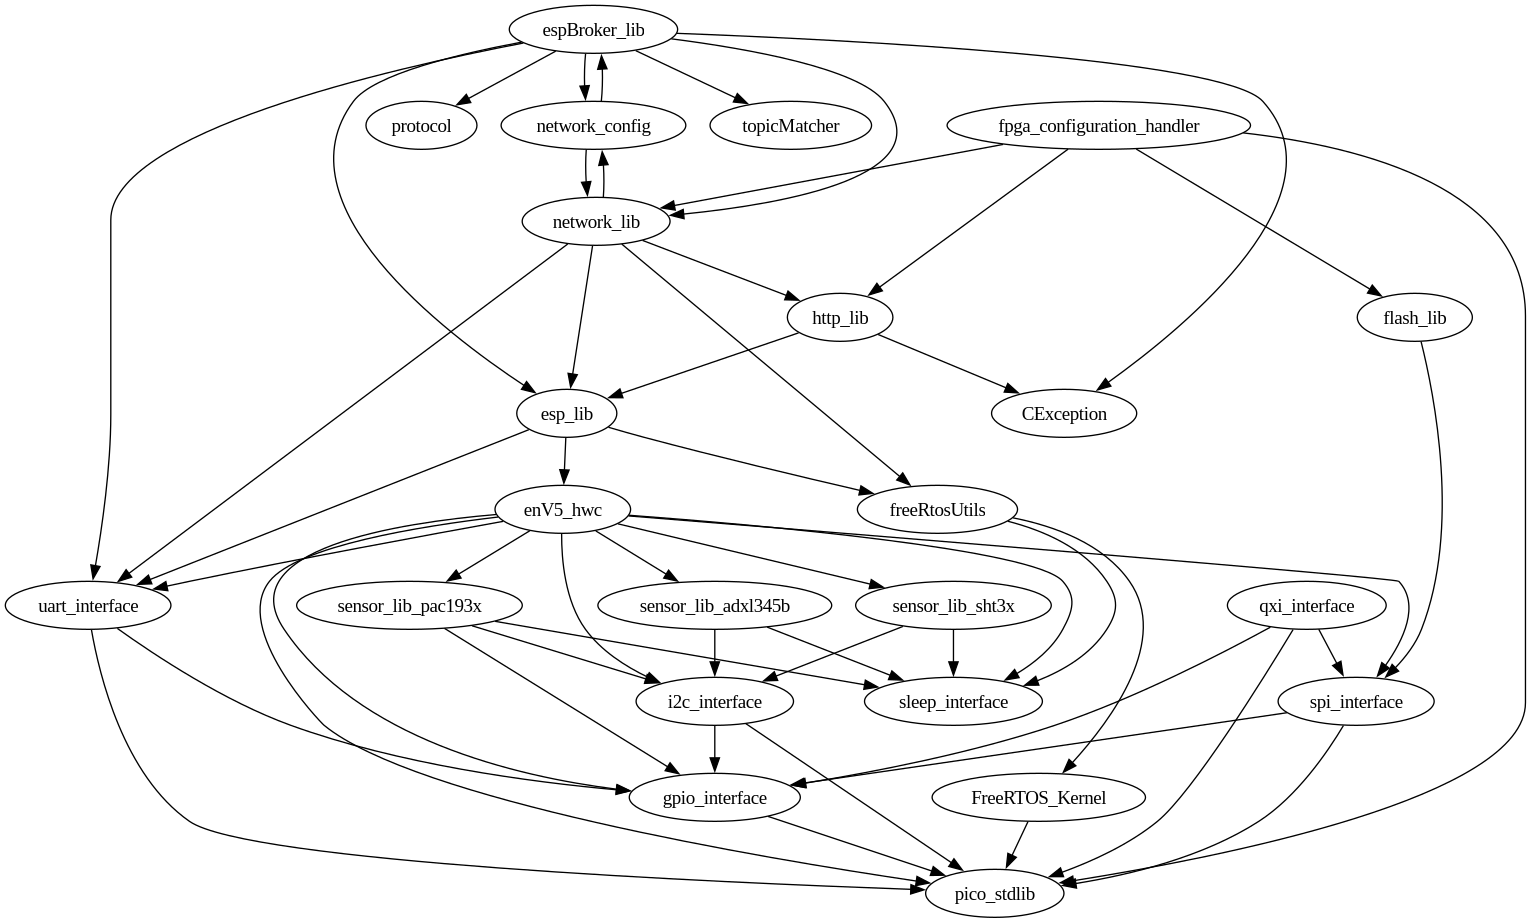 espBroker_lib
protocol
network_config
topicMatcher
fpga_configuration_handler
network_lib
http_lib
flash_lib
esp_lib
CException
enV5_hwc
freeRtosUtils
uart_interface
sensor_lib_pac193x
sensor_lib_adxl345b
sensor_lib_sht3x
qxi_interface
i2c_interface
sleep_interface
spi_interface
gpio_interface
FreeRTOS_Kernel
pico_stdlib